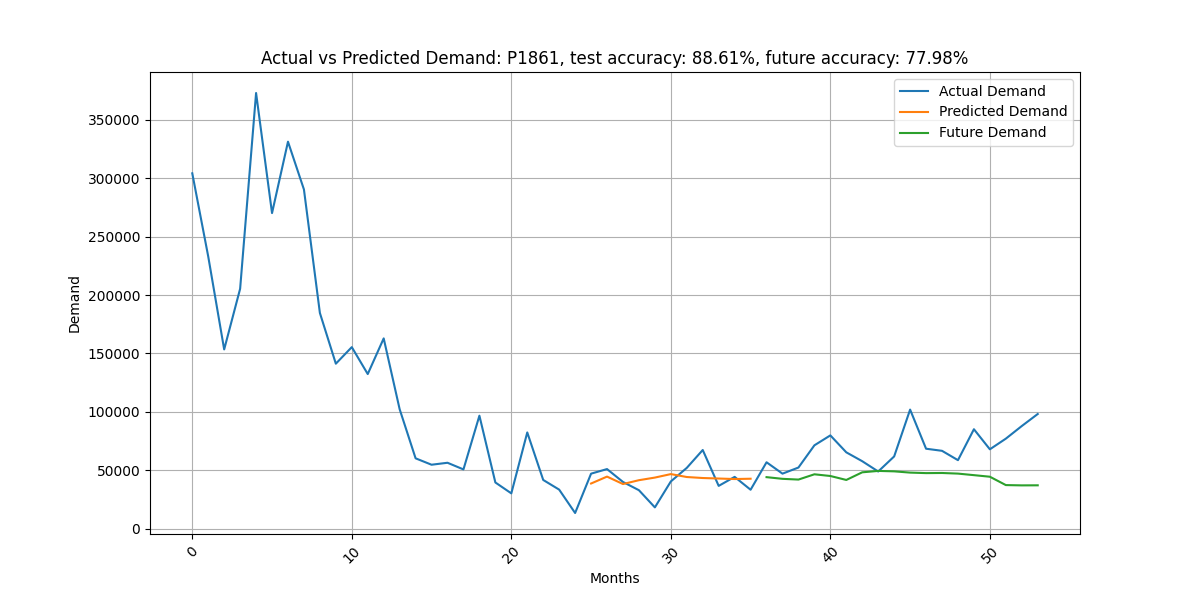 Actual vs Predicted Demand: P1861, test accuracy: 88.61%, future accuracy: 77.98%
Actual Demand
Predicted Demand
Future Demand
350000
300000
250000
200000
150000
100000
50000
0
Demand
0 10 20 30 40 50
Months